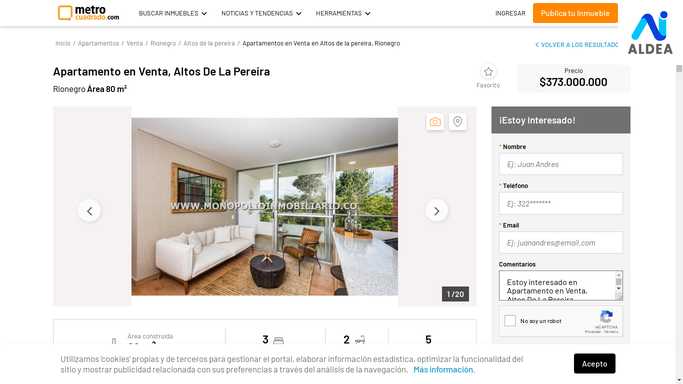 metro
cuadrado.com
BUSCAR INMUEBLES
NOTICIAS Y TENDENCIAS
HERRAMIENTAS
INGRESAR
Publica tu Inmueble
ALDEA
Inicio / Apartamentos / Venta / Rionegro / Altos de la pereira / Apartamentos en Venta en Altos de la pereira, Rionegro
< VOLVER A LOS RESULTADO
Apartamento en Venta, Altos De La Pereira
Rionegro Área 80 m²
Favorito
Precio
$373.000.000
WWW.MONOPOLIOINMOBILIARIO.CO
1 / 20
¡Estoy Interesado!
* Nombre
Ej: Juan Andres
* Teléfono
Ej: 322*******
* Email
Ej: juanandres@email.com
Comentarios
Estoy interesado en
Apartamento en Venta,
Altos De La Pereira
No soy un robot
reCAPTCHA
Privacidad - Términos
Área construida
3
2
5
Utilizamos 'cookies' propias y de terceros para gestionar el portal, elaborar información estadística, optimizar la funcionalidad del
sitio y mostrar publicidad relacionada con sus preferencias a través del análisis de la navegación. Más información.
Acepto